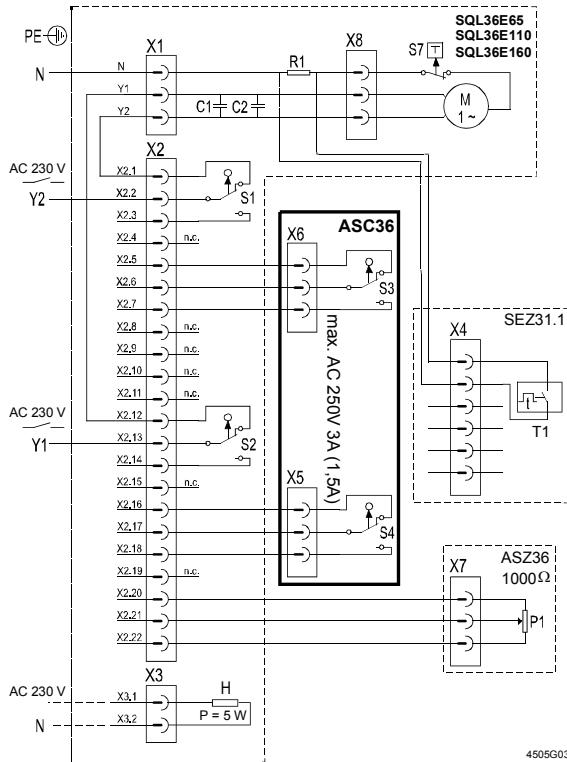 SQL36E65
SQL36E110
SQL36E160
PE
X1
X8
S7
T
N
N
R1
Y1
C1
C2
M
1 ~
Y2
X2
AC 230 V
X2.1
Y2
X2.2
S1
X2.3
X2.4 n.c.
ASC36
X6
X2.5
X2.6
S3
X2.7
X2.8 n.c.
X2.9 n.c.
X2.10 n.c.
X2.11 n.c.
max. AC 250V 3A (1,5A)
SEZ31.1
X4
t
T1
AC 230 V
X2.12
Y1
X2.13
S2
X2.14
X2.15 n.c.
X5
X2.16
X2.17
S4
X2.18
X2.19 n.c.
ASZ36
1000Ω
X7
X2.20
X2.21
P1
X2.22
X3
AC 230 V
X3.1
H
N
X3.2
P = 5 W
4505G03